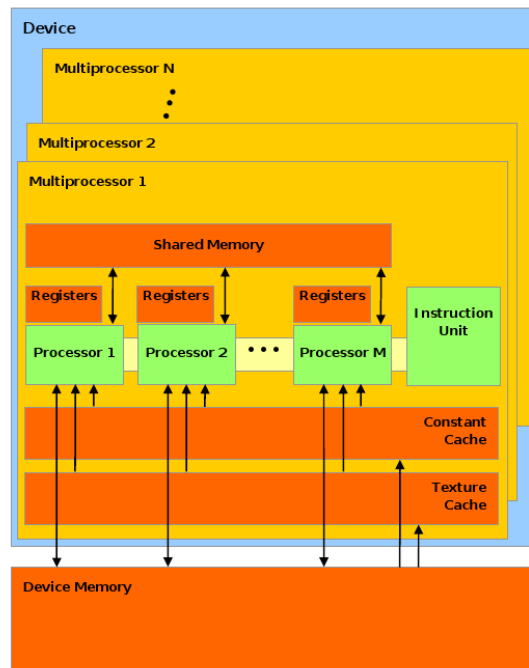 Device
Multiprocessor N
Multiprocessor 2
Multiprocessor 1
Shared Memory
Registers
Registers
Registers
Instruction
Unit
Processor 1
Processor 2
Processor M
Constant
Cache
Texture
Cache
Device Memory